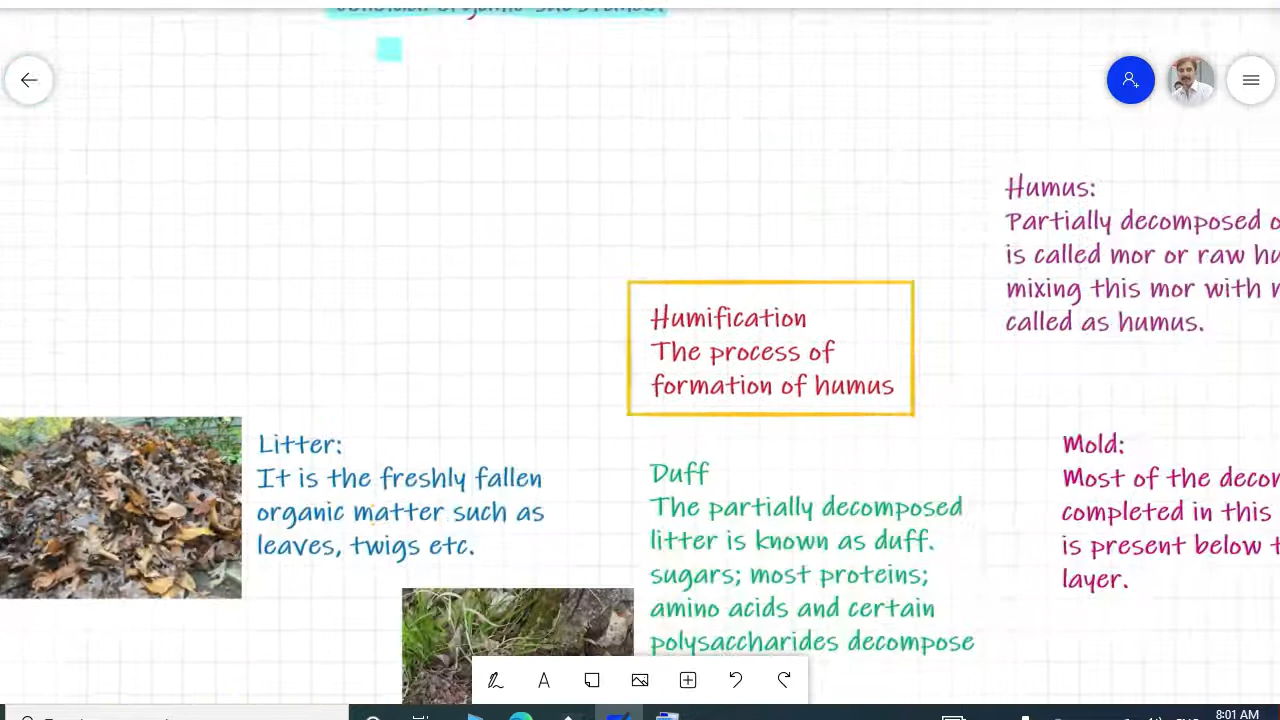 colloidal organic substance.
Humus:
Partially decomposed
is called mor or raw
mixing this mor with
called as humus.
Humification
The process of
formation of humus
Litter:
It is the freshly fallen
organic matter such as
leaves, twigs etc.
Duff
The partially decomposed
litter is known as duff.
sugars; most proteins;
amino acids and certain
polysaccharides decompose
Mold:
Most of the
completed in this
is present below
layer.
8:01 AM